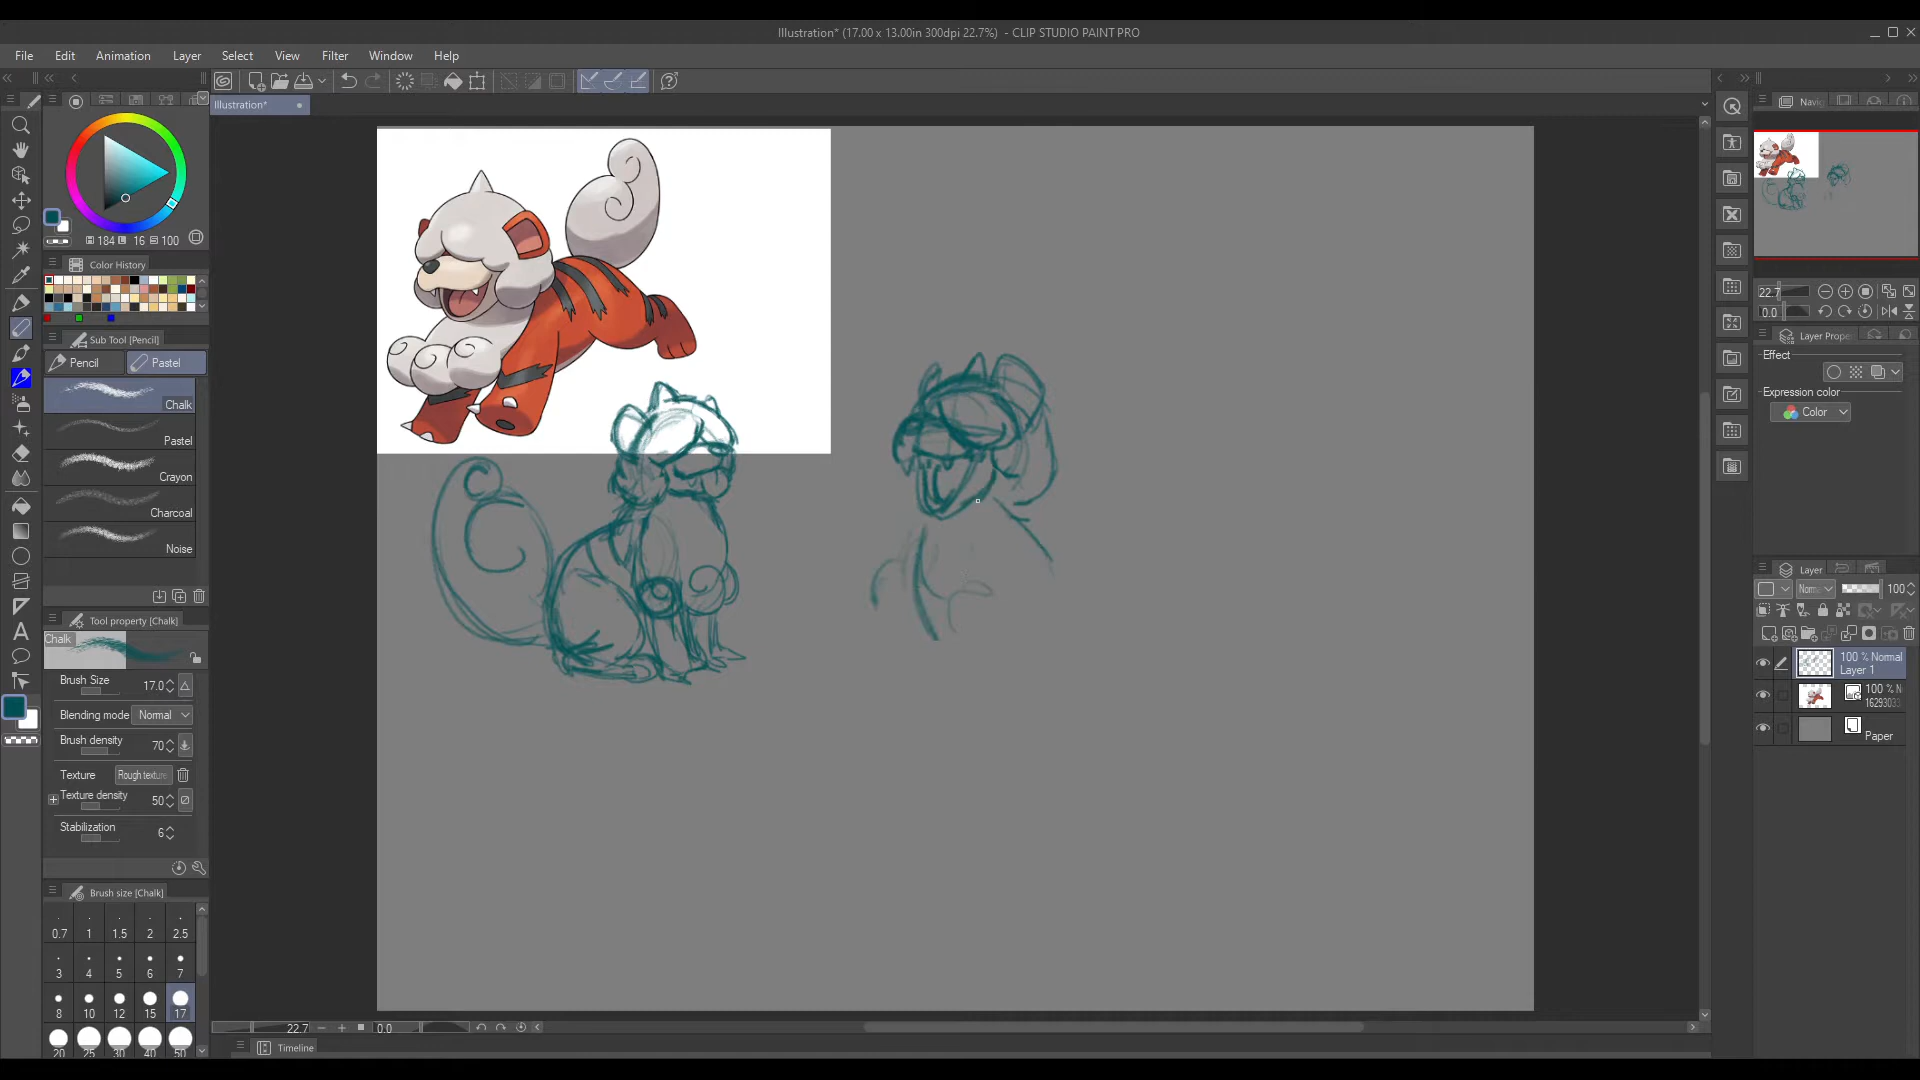 Illustration* (17.00 x 13.00in 300dpi 22.7%) - CLIP STUDIO PAINT PRO
File Edit Animation Layer Select View Filter Window Help
Illustration*
Navig
184 16 100
Color History
Sub Tool [Pencil]
Pencil Pastel
Chalk
Pastel
Crayon
Charcoal
Noise
Tool property [Chalk]
Chalk
Brush Size 17.0
Blending mode Normal
Brush density 70
Texture Rough texture
Texture density 50
Stabilization 6
Brush size [Chalk]
0.7 1 1.5 2 2.5
3 4 5 6 7
8 10 12 15 17
20 25 30 40 50
22.7 0.0
Timeline
22.7
0.0
Layer Prope
Effect
Expression color
Color
Layer
Norm 100
100 % Normal
Layer 1
100 % N
16293033
Paper